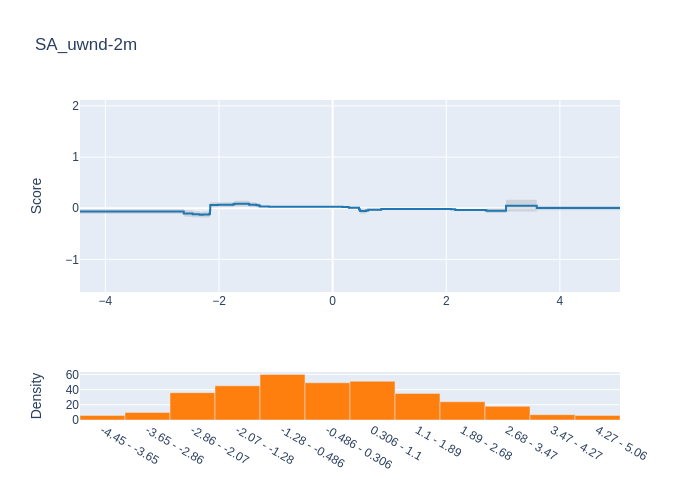 SA_uwnd-2m
Score
2
1
0
−1
−4
−2
0
2
4
Density
60
40
20
0
-4.45 - -3.65
-3.65 - -2.86
-2.86 - -2.07
-2.07 - -1.28
-1.28 - -0.486
-0.486 - 0.306
0.306 - 1.1
1.1 - 1.89
1.89 - 2.68
2.68 - 3.47
3.47 - 4.27
4.27 - 5.06